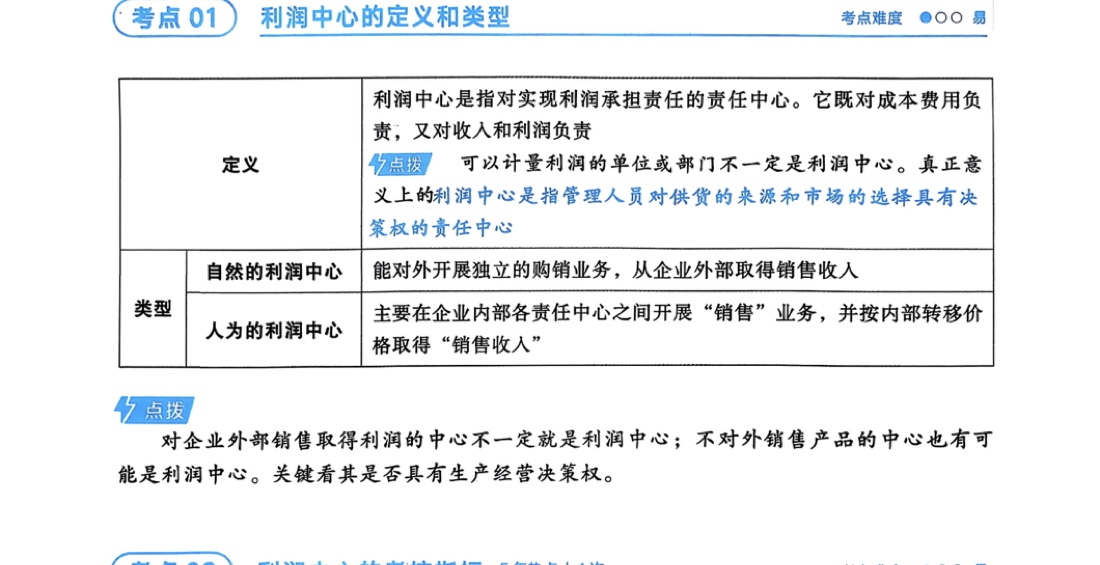 考点 01 利润中心的定义和类型 考点难度 易
定义
利润中心是指对实现利润承担责任的责任中心。它既对成本费用负
责，又对收入和利润负责
点拨 可以计量利润的单位或部门不一定是利润中心。真正意
义上的利润中心是指管理人员对供货的来源和市场的选择具有决
策权的责任中心
类型
自然的利润中心 能对外开展独立的购销业务，从企业外部取得销售收入
人为的利润中心
主要在企业内部各责任中心之间开展“销售”业务，并按内部转移价
格取得“销售收入”
点拨
对企业外部销售取得利润的中心不一定就是利润中心；不对外销售产品的中心也有可
能是利润中心。关键看其是否具有生产经营决策权。